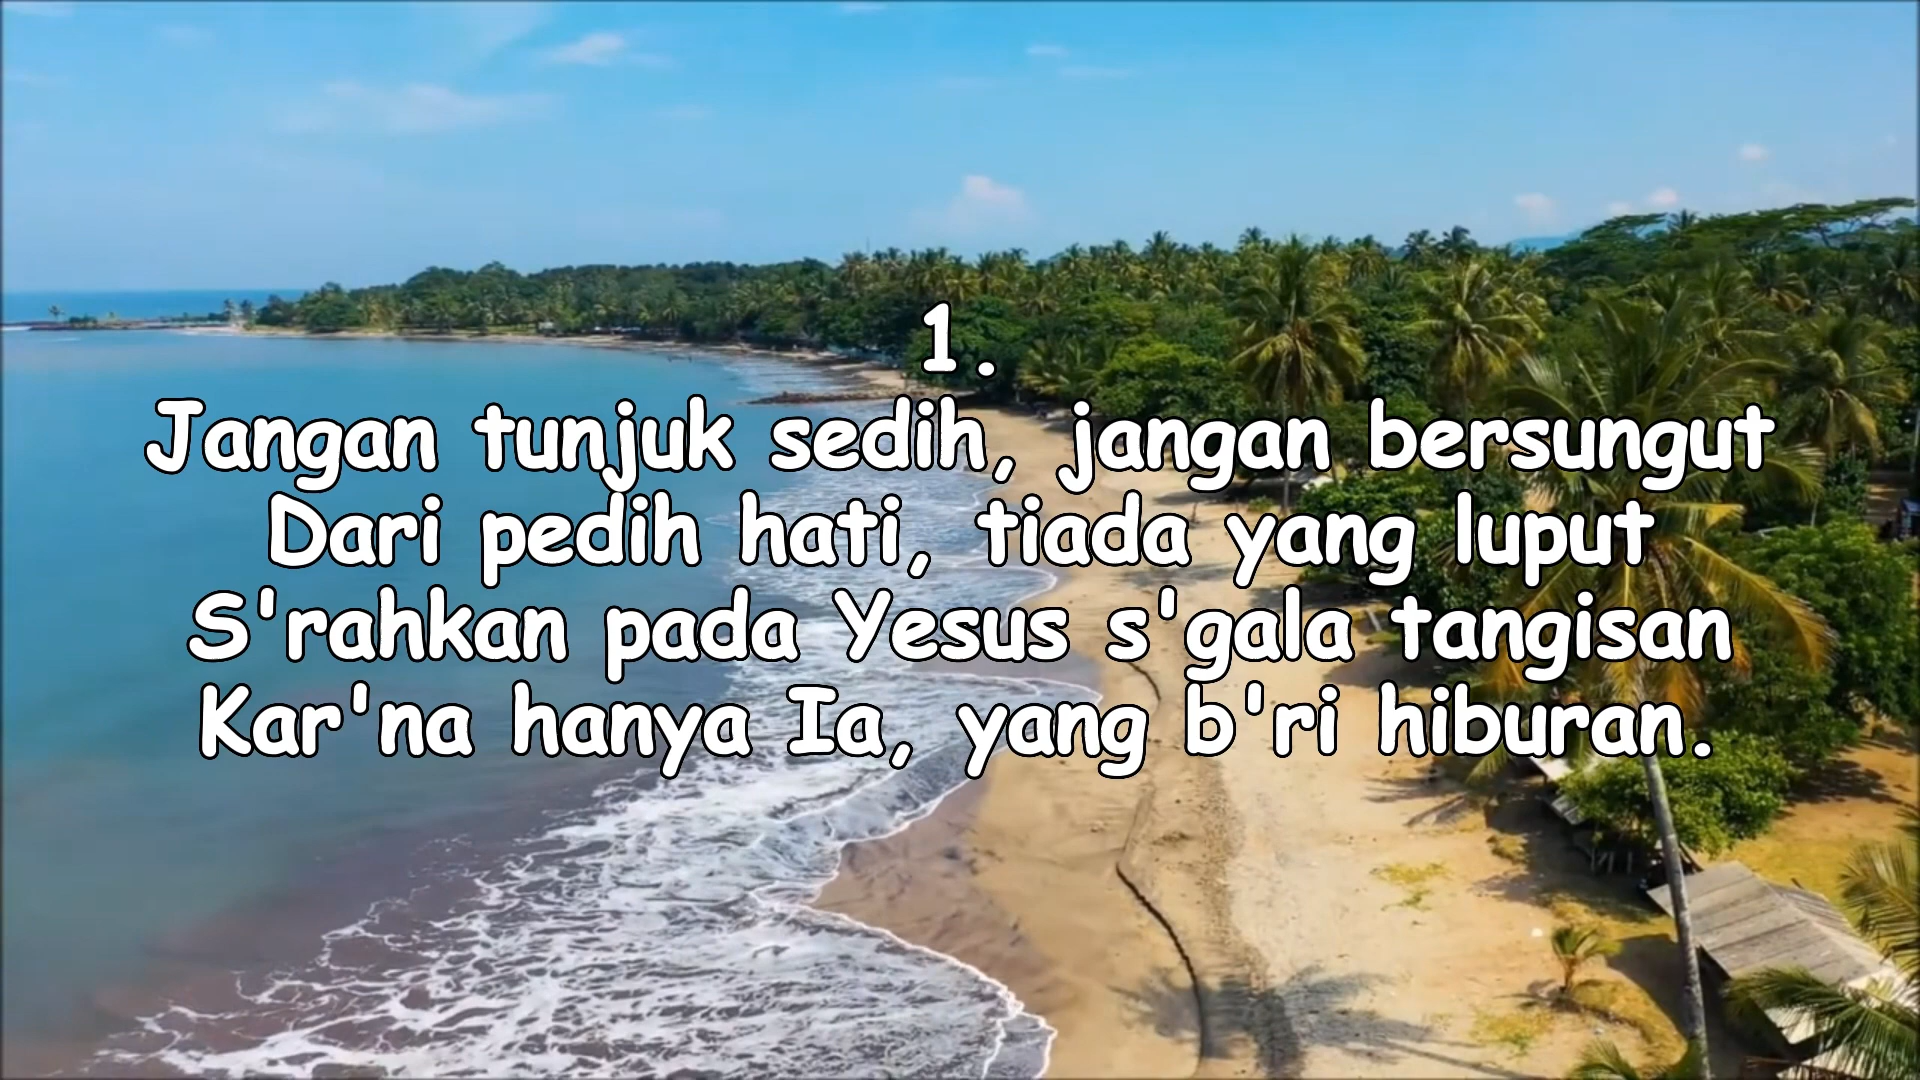 1.
Jangan tunjuk sedih, jangan bersungut
Dari pedih hati, tiada yang luput
S'rahkan pada Yesus s'gala tangisan
Kar'na hanya Ia, yang b'ri hiburan.